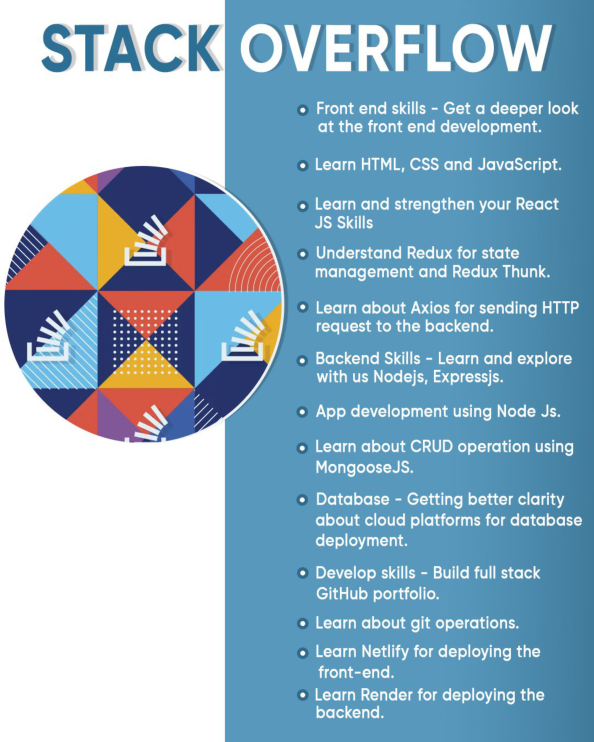 STACK OVERFLOW
Front end skills - Get a deeper look
at the front end development.
Learn HTML, CSS and JavaScript.
Learn and strengthen your React
JS Skills
Understand Redux for state
management and Redux Thunk.
Learn about Axios for sending HTTP
request to the backend.
Backend Skills - Learn and explore
with us Nodejs, Expressjs.
App development using Node Js.
Learn about CRUD operation using
MongooseJS.
Database - Getting better clarity
about cloud platforms for database
deployment.
Develop skills - Build full stack
GitHub portfolio.
Learn about git operations.
Learn Netlify for deploying the
front-end.
Learn Render for deploying the
backend.